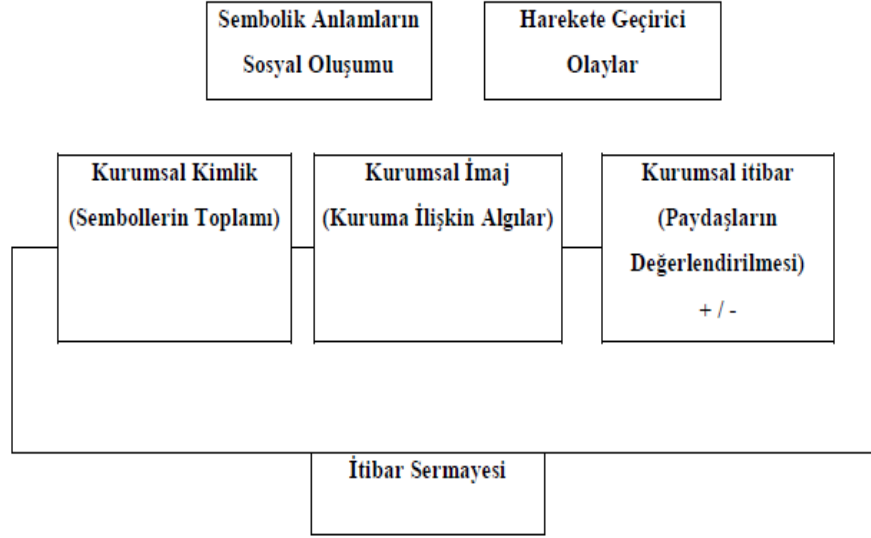 Sembolik Anlamların
Sosyal Oluşumu
Harekete Geçirici
Olaylar
Kurumsal Kimlik
(Sembollerin Toplamı)
Kurumsal İmaj
(Kuruma İlişkin Algılar)
Kurumsal itibar
(Paydaşların
Değerlendirilmesi)
+ / -
İtibar Sermayesi